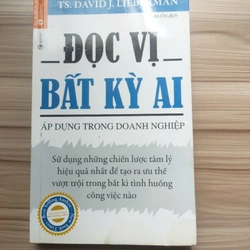 TS. DAVID J. LIEBERMAN
ĐỌC VỊ
BẤT KỲ AI
ÁP DỤNG TRONG DOANH NGHIỆP
Sử dụng những chiến lược tâm lý
hiệu quả nhất để tạo ra ưu thế
vượt trội trong bất kì tình huống
công việc nào